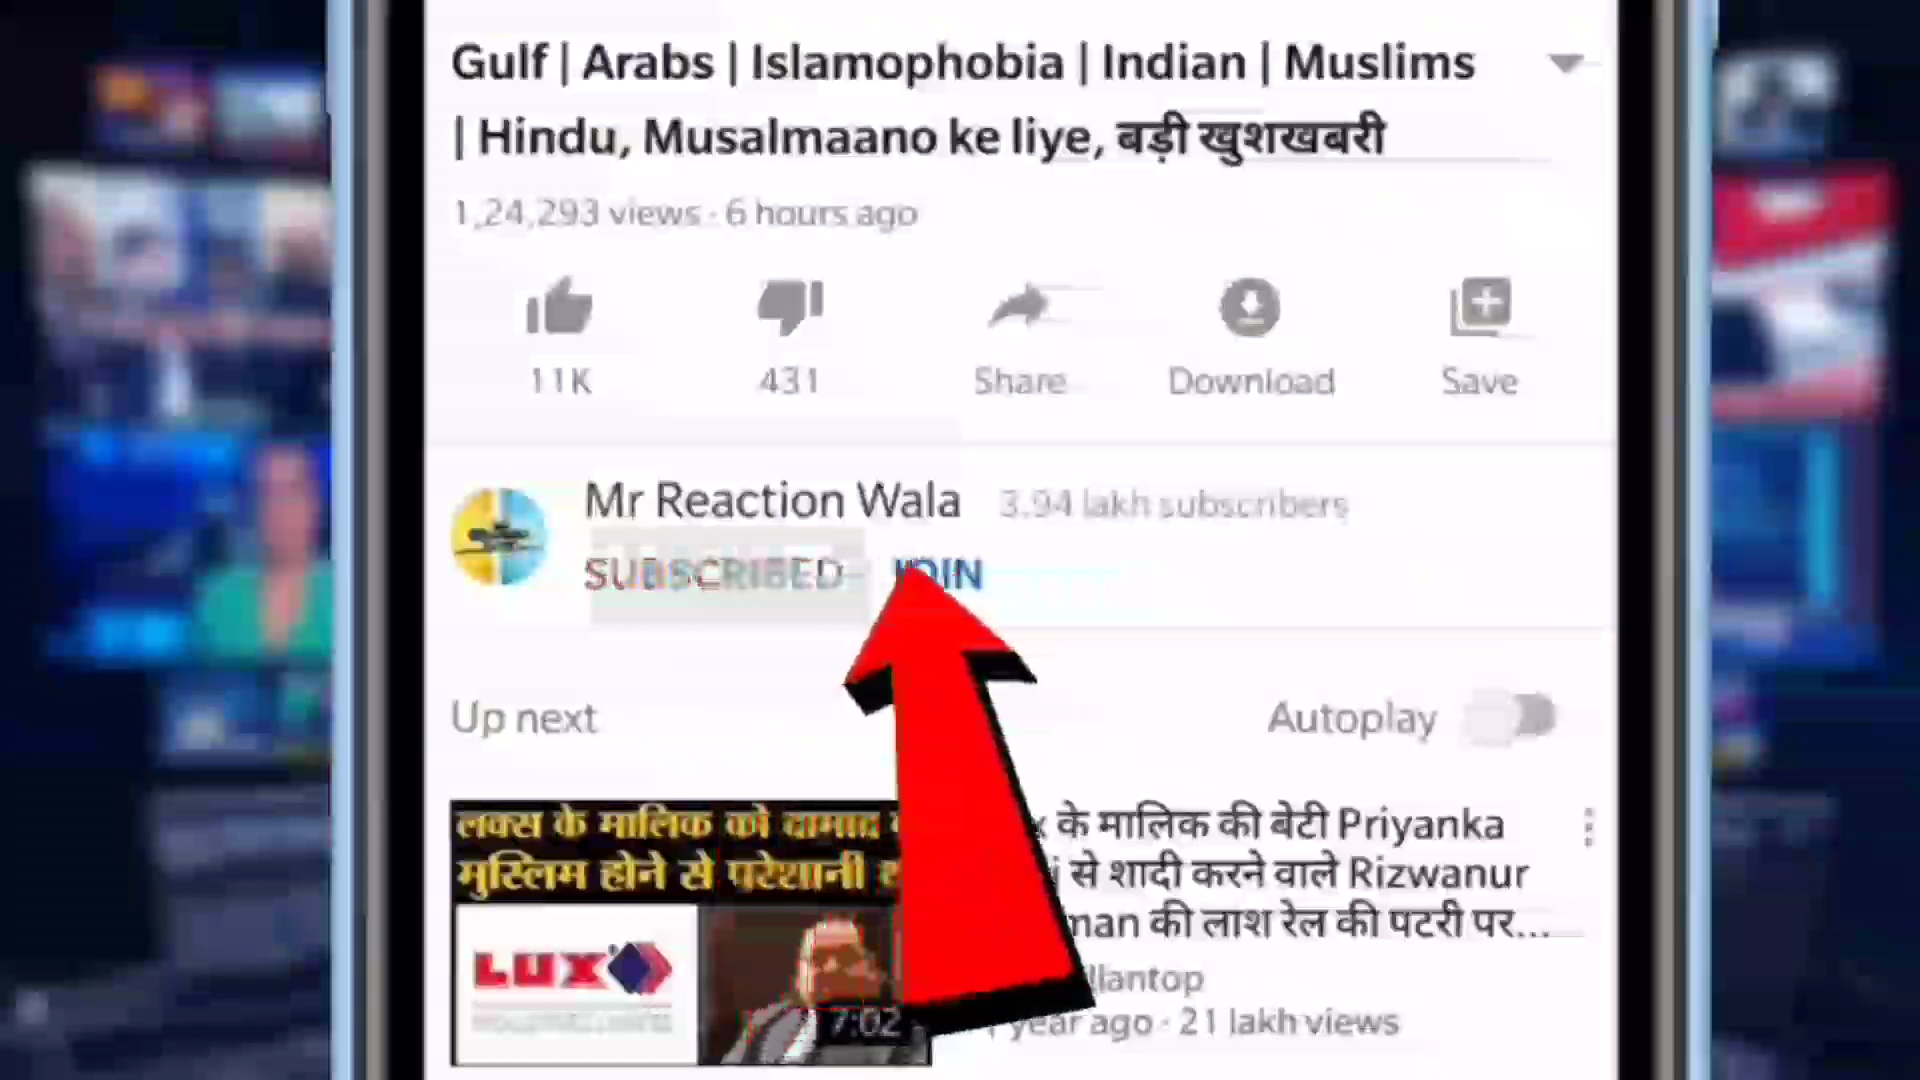 Gulf | Arabs | Islamophobia | Indian | Muslims
| Hindu, Musalmaano ke liye, बड़ी खुशखबरी
1,24,293 views · 6 hours ago
11K
431
Share
Download
Save
Mr Reaction Wala 3.94 lakh subscribers
SUBSCRIBED JOIN
Up next
Autoplay
लक्स के मालिक को दामाद
मुस्लिम होने से परेशानी
LUX
7:02
के मालिक की बेटी Priyanka
से शादी करने वाले Rizwanur
की लाश रेल की पटरी पर...
year ago · 21 lakh views